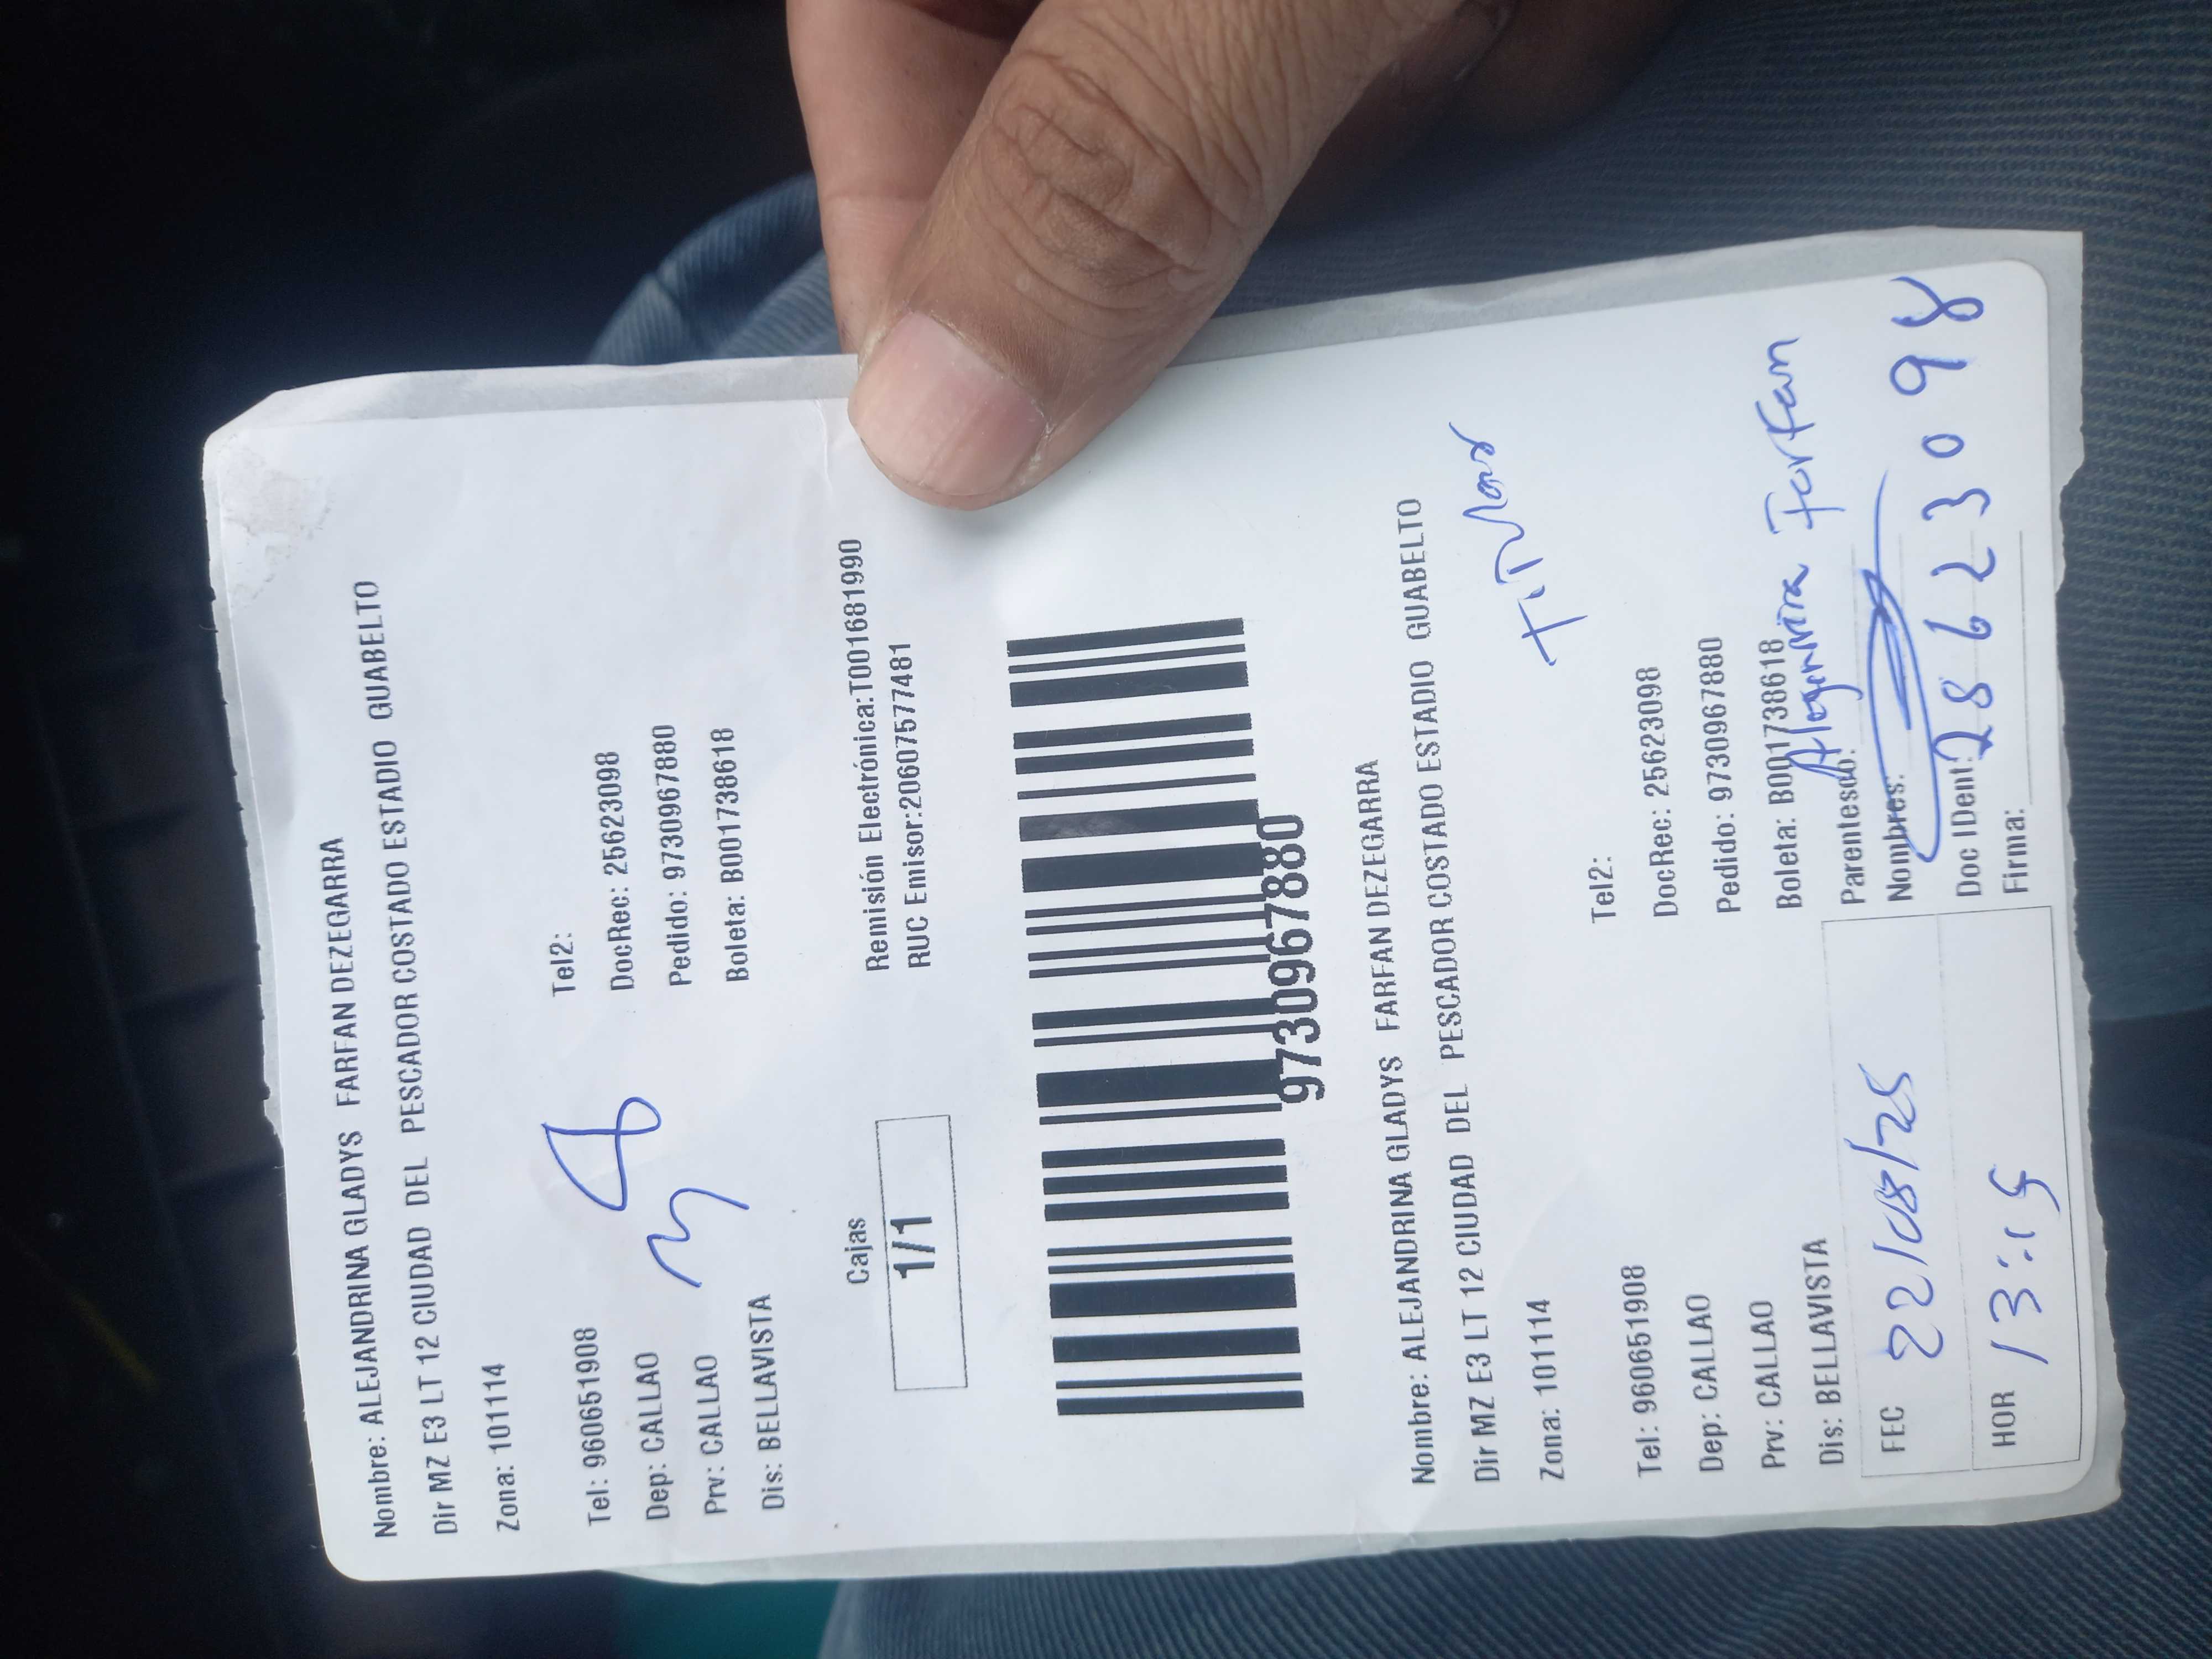 Nombre: ALEJANDRINA GLADYS FARFAN DEZEGARRA
Dir MZ E3 LT 12 CIUDAD DEL PESCADOR COSTADO ESTADIO GUABELTO
Zona: 101114
Tel: 960651908 Tel2:
Dep: CALLAO DocRec: 25623098
Prv: CALLAO Pedido: 9730967880
Dis: BELLAVISTA Boleta: B001738618
Cajas Remisión Electrónica:T001681990
1/1 RUC Emisor:20607577481
9730967880
Nombre: ALEJANDRINA GLADYS FARFAN DEZEGARRA
Dir MZ E3 LT 12 CIUDAD DEL PESCADOR COSTADO ESTADIO GUABELTO
Zona: 101114
Titular
Tel: 960651908 Tel2:
Dep: CALLAO DocRec: 25623098
Prv: CALLAO Pedido: 9730967880
Dis: BELLAVISTA Boleta: B001738618
Farfan
FEC 22/08/25 Parentesco:
Nombres:
HOR 13:15 Doc IDent: 28623098
Firma: